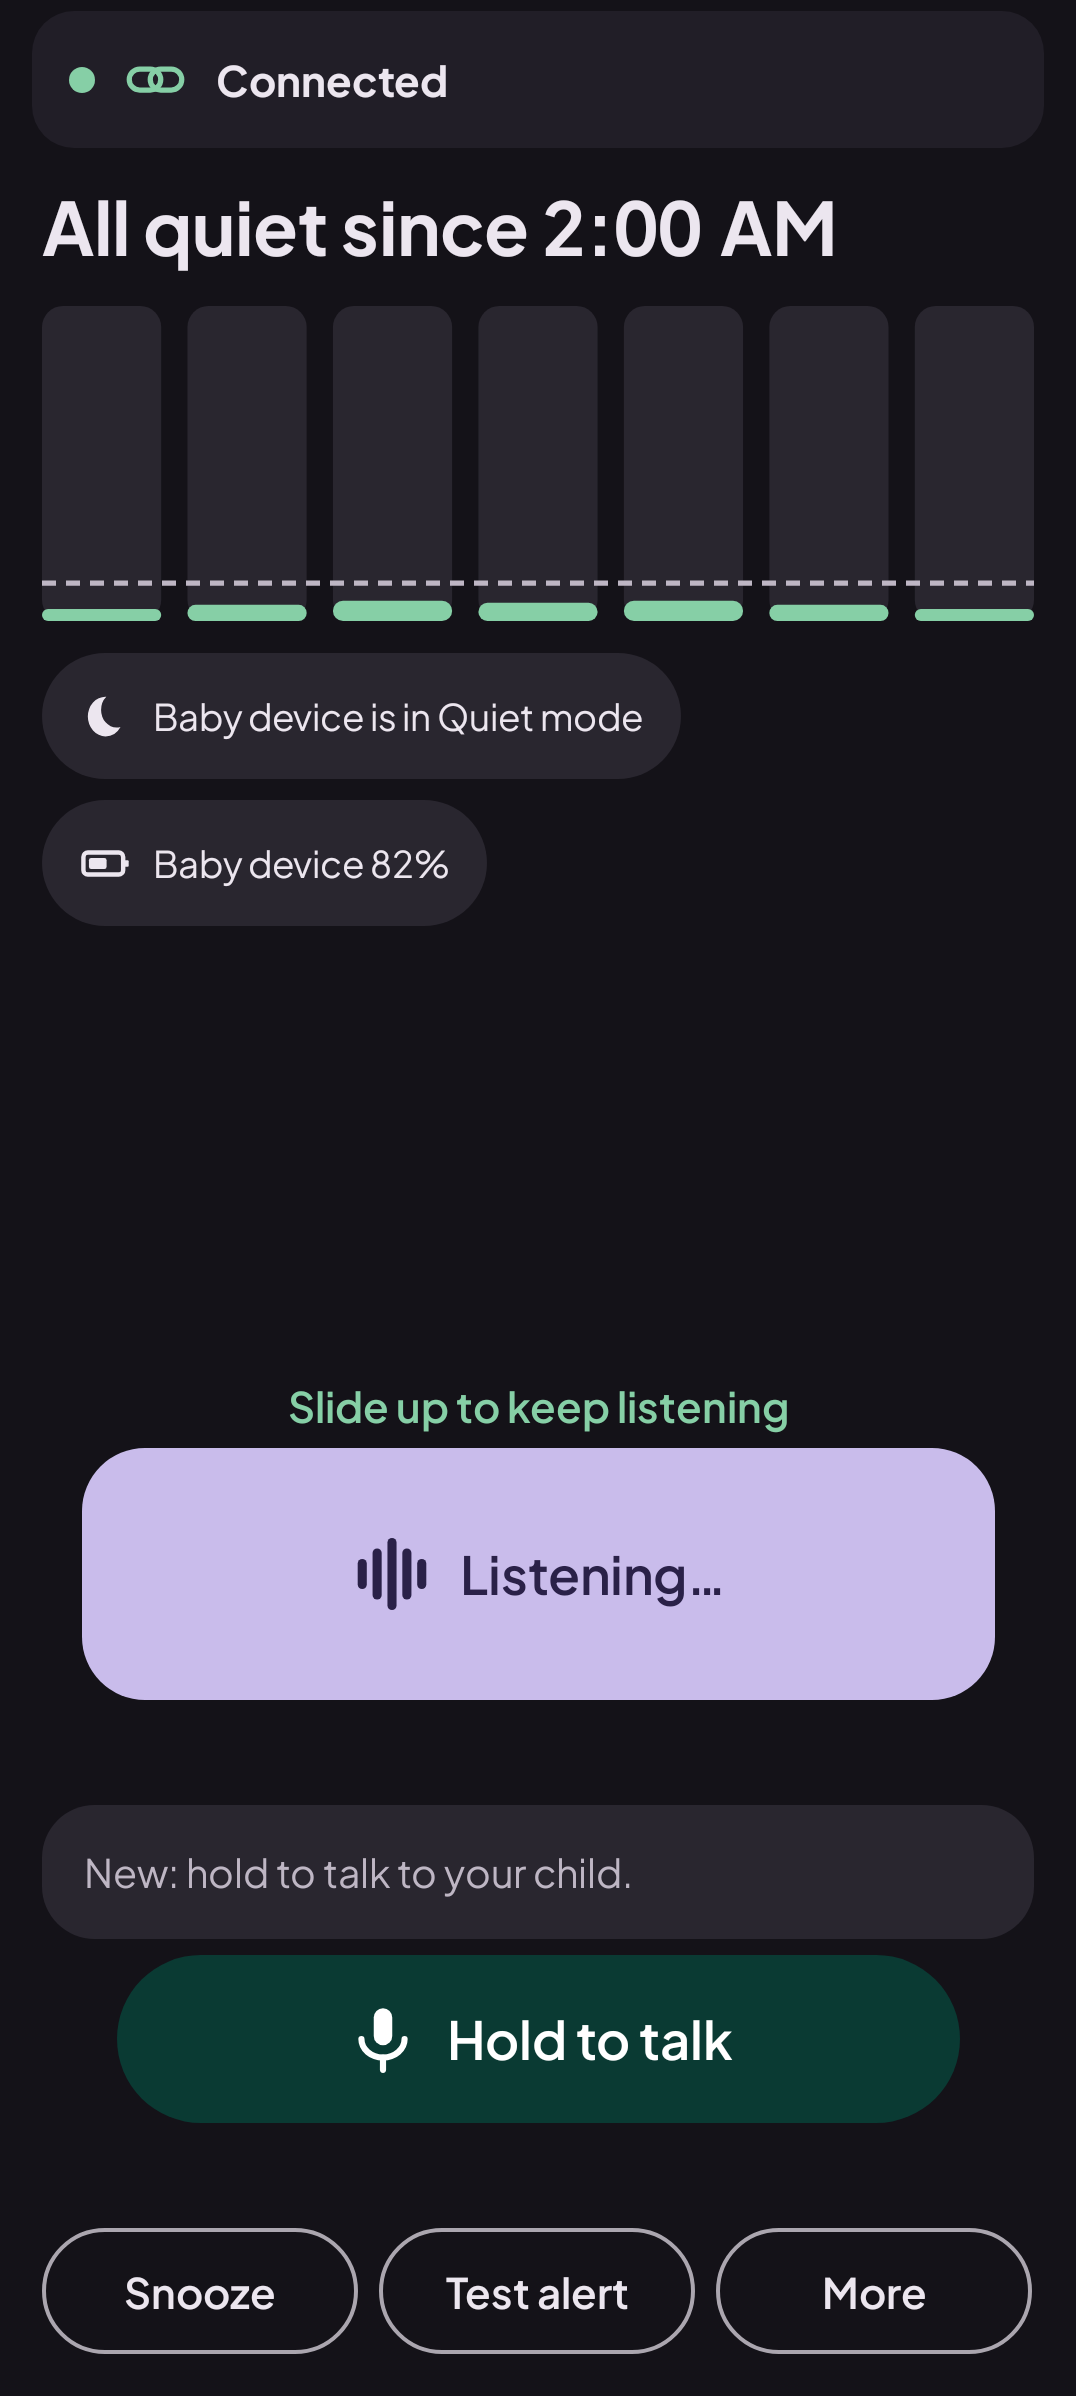 Connected
All quiet since 2:00 AM
Baby device is in Quiet mode
Baby device 82%
Slide up to keep listening
Listening…
New: hold to talk to your child.
Hold to talk
Snooze
Test alert
More